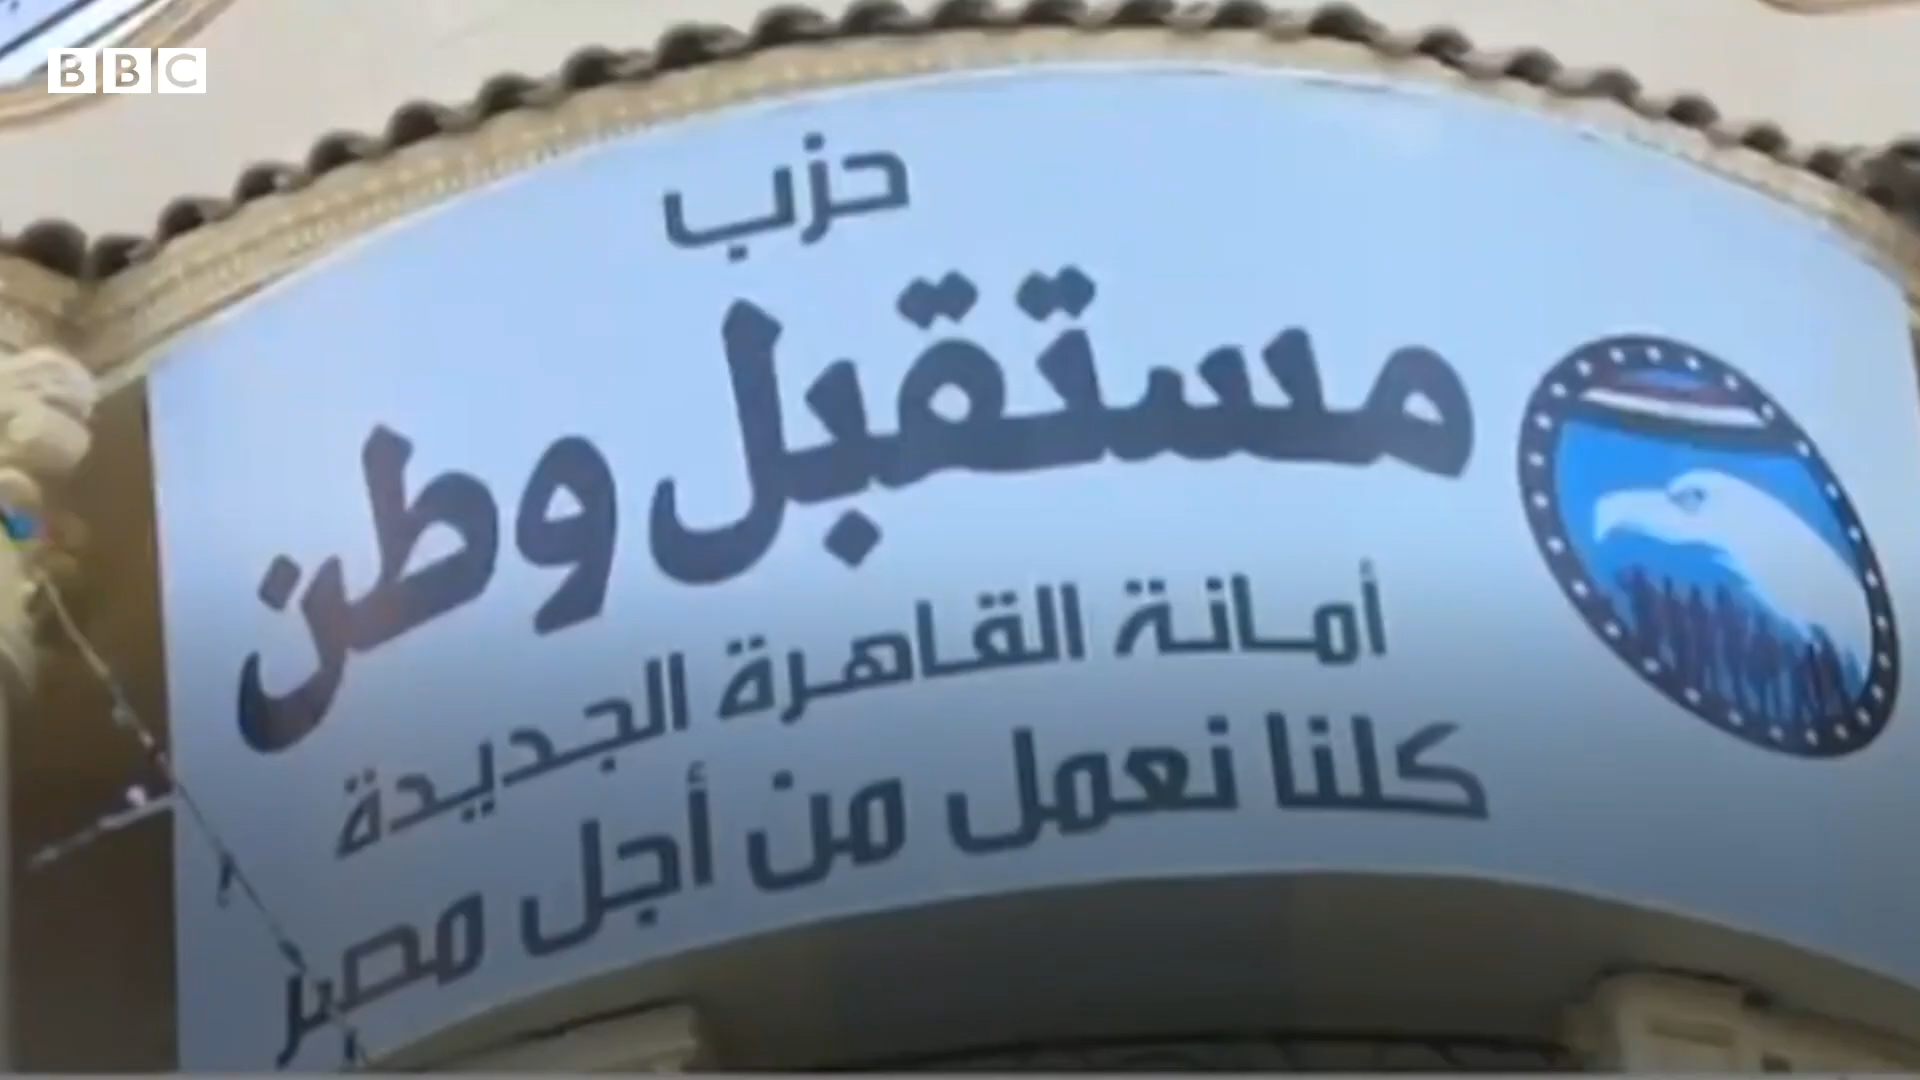 BBC
حزب
مستقبل وطن
أمانة القاهرة الجديدة
كلنا نعمل من أجل مصر